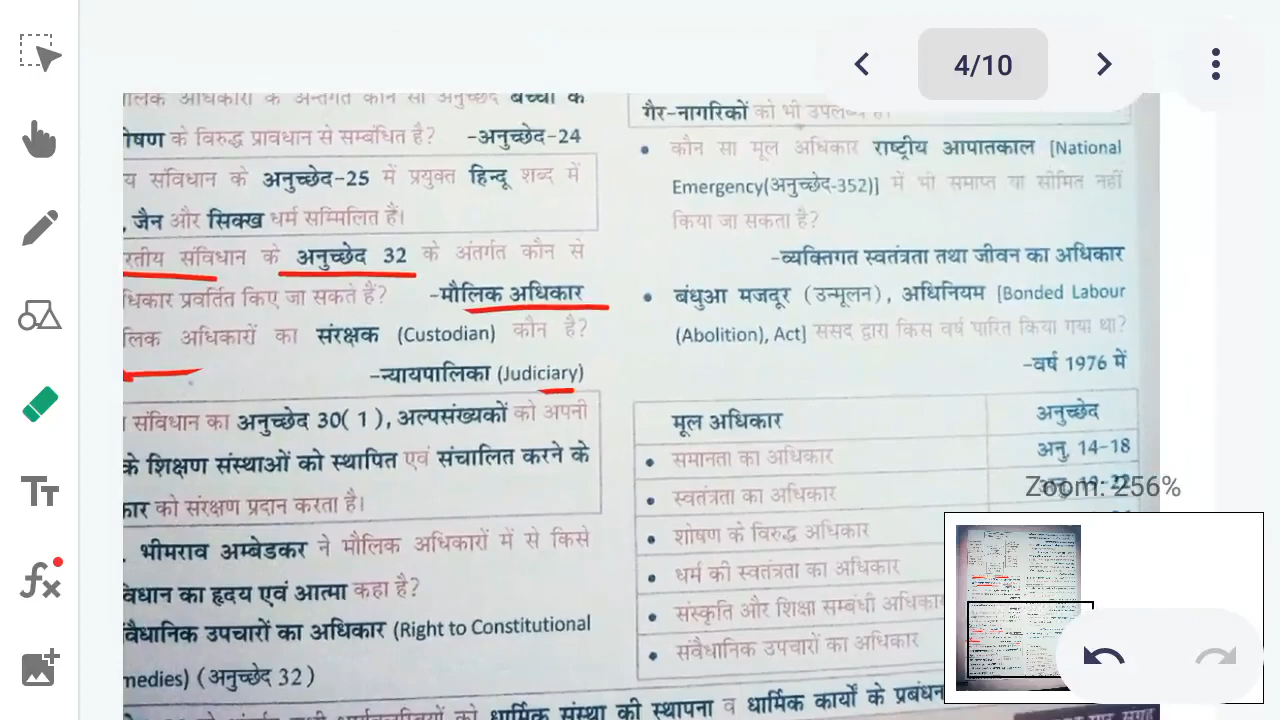 4/10
बच्चों के
शोषण के विरुद्ध प्रावधान से सम्बंधित है? -अनुच्छेद-24
य संविधान के अनुच्छेद-25 में प्रयुक्त हिन्दू शब्द में
, जैन और सिक्ख धर्म सम्मिलित हैं।
रतीय संविधान के अनुच्छेद 32 के अंतर्गत कौन से
धिकार प्रवर्तित किए जा सकते हैं? -मौलिक अधिकार
लिक अधिकारों का संरक्षक (Custodian) कौन है?
-न्यायपालिका (Judiciary)
संविधान का अनुच्छेद 30( 1 ), अल्पसंख्यकों को अपनी
के शिक्षण संस्थाओं को स्थापित एवं संचालित करने के
कार को संरक्षण प्रदान करता है।
. भीमराव अम्बेडकर ने मौलिक अधिकारों में से किसे
विधान का हृदय एवं आत्मा कहा है?
वैधानिक उपचारों का अधिकार (Right to Constitutional
medies) (अनुच्छेद 32 )
गैर-नागरिकों को भी
• कौन सा मूल अधिकार राष्ट्रीय आपातकाल [National
Emergency(अनुच्छेद-352)] में भी समाप्त या सीमित नहीं
किया जा सकता है?
-व्यक्तिगत स्वतंत्रता तथा जीवन का अधिकार
• बंधुआ मजदूर (उन्मूलन), अधिनियम [Bonded Labour
(Abolition), Act] संसद द्वारा किस वर्ष पारित किया गया था?
-वर्ष 1976 में
मूल अधिकार अनुच्छेद
• समानता का अधिकार अनु. 14-18
• स्वतंत्रता का अधिकार
Zoom: 256%
• शोषण के विरुद्ध अधिकार
• धर्म की स्वतंत्रता का अधिकार
• संस्कृति और शिक्षा सम्बंधी अधिकार
• संवैधानिक उपचारों का अधिकार
धार्मिक संस्था की स्थापना व धार्मिक कार्यों के प्रबंधन
TT
fx